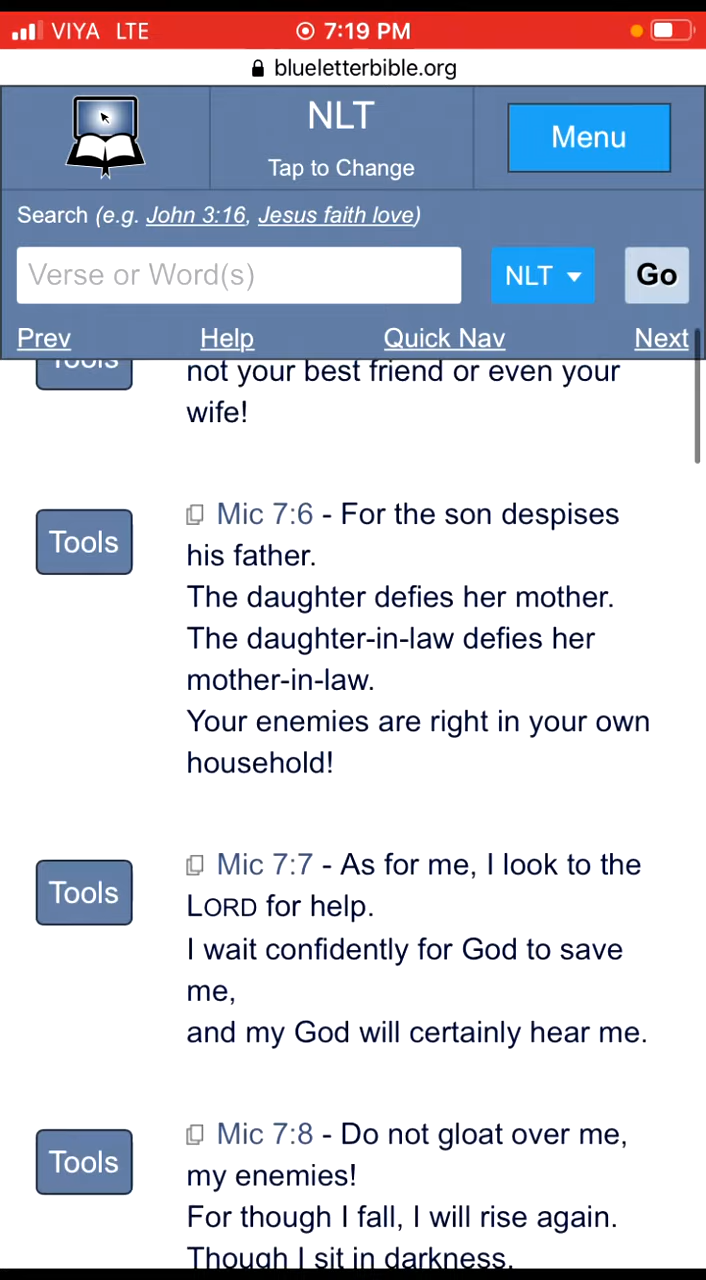 VIYA LTE 7:19 PM
blueletterbible.org
NLT
Tap to Change
Menu
Search (e.g. John 3:16, Jesus faith love)
Verse or Word(s)
NLT
Go
Prev Help Quick Nav Next
Tools
not your best friend or even your
wife!
Tools
Mic 7:6 - For the son despises
his father.
The daughter defies her mother.
The daughter-in-law defies her
mother-in-law.
Your enemies are right in your own
household!
Tools
Mic 7:7 - As for me, I look to the
LORD for help.
I wait confidently for God to save
me,
and my God will certainly hear me.
Tools
Mic 7:8 - Do not gloat over me,
my enemies!
For though I fall, I will rise again.
Though I sit in darkness,